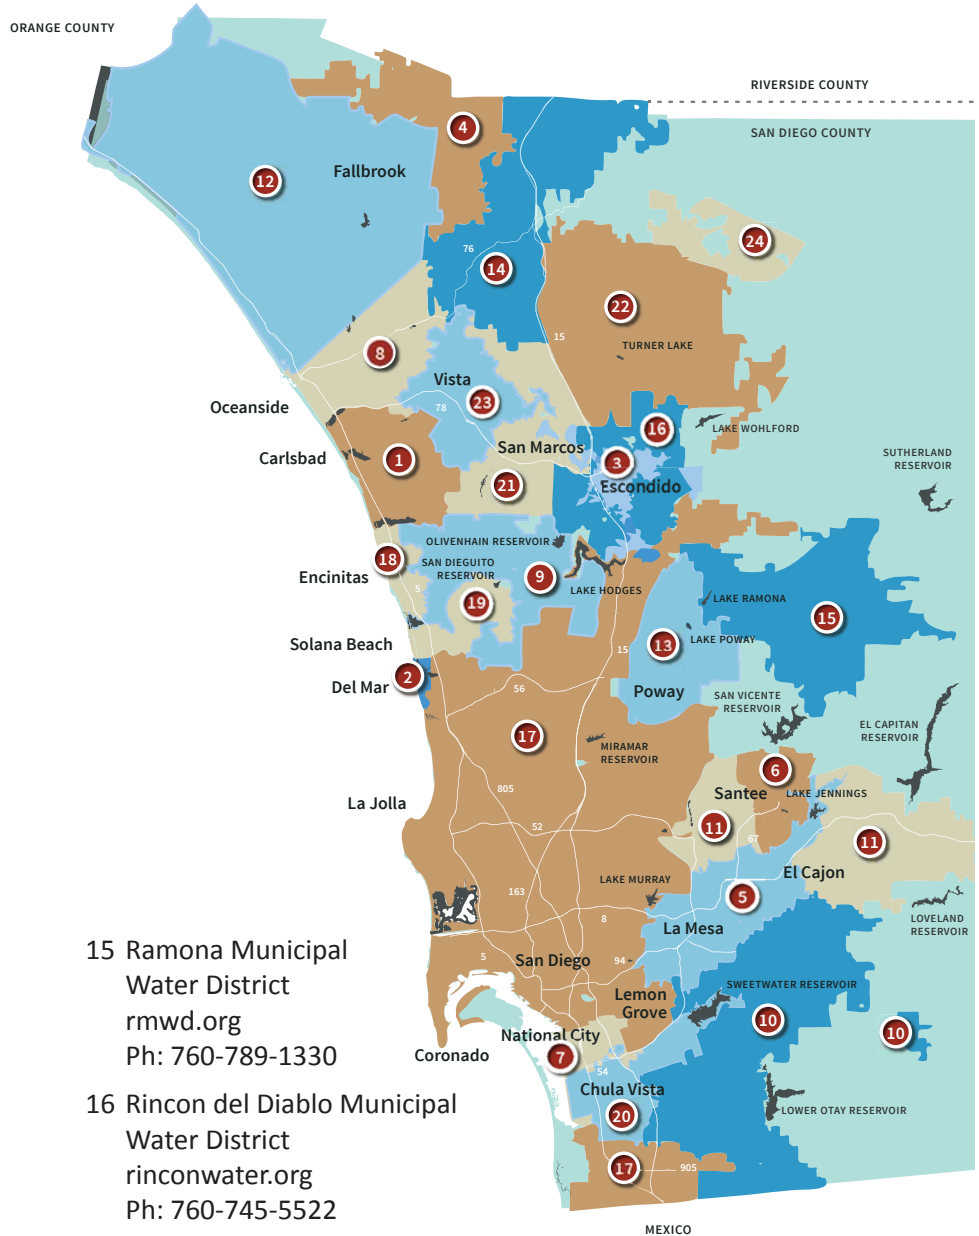 ORANGE COUNTY
RIVERSIDE COUNTY
SAN DIEGO COUNTY
4
Fallbrook
12
24
76
14
22
15
TURNER LAKE
8
Vista
23
Oceanside
78
16
LAKE WOHLFORD
San Marcos
Carlsbad
1
3
SUTHERLAND
RESERVOIR
21
Escondido
OLIVENHAIN RESERVOIR
18
SAN DIEGUITO
RESERVOIR
Encinitas
9
5
LAKE HODGES
19
LAKE RAMONA
15
Solana Beach
LAKE POWAY
13
15
2
Del Mar
56
Poway
SAN VICENTE
RESERVOIR
EL CAPITAN
RESERVOIR
17
MIRAMAR
RESERVOIR
6
805
Santee
LAKE JENNINGS
La Jolla
52
11
67
11
El Cajon
LAKE MURRAY
163
5
8
La Mesa
LOVELAND
RESERVOIR
5
San Diego
94
SWEETWATER RESERVOIR
Lemon
Grove
10
10
National City
Coronado
7
54
Chula Vista
20
LOWER OTAY RESERVOIR
17
905
MEXICO
15 Ramona Municipal
Water District
rmwd.org
Ph: 760-789-1330
16 Rincon del Diablo Municipal
Water District
rinconwater.org
Ph: 760-745-5522